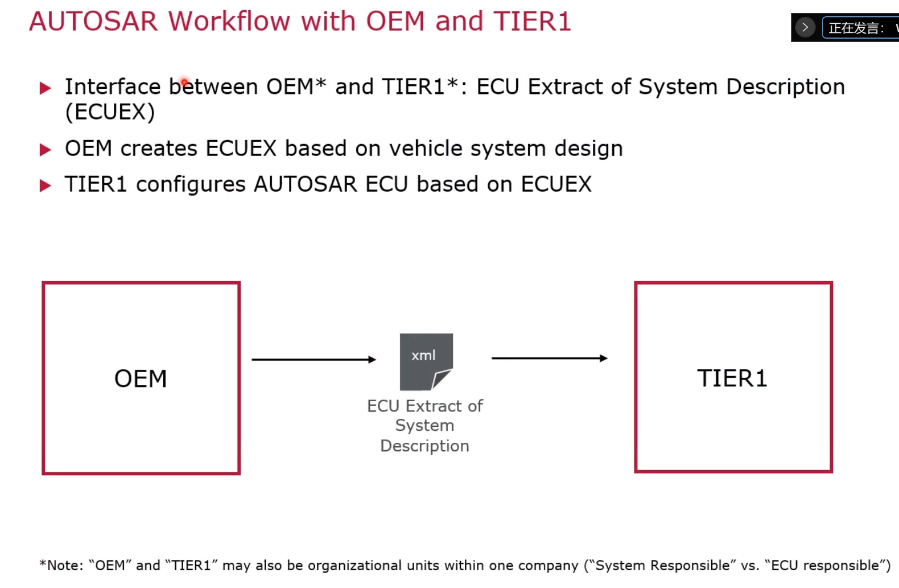 AUTOSAR Workflow with OEM and TIER1
正在发言：
Interface between OEM* and TIER1*: ECU Extract of System Description
(ECUEX)
OEM creates ECUEX based on vehicle system design
TIER1 configures AUTOSAR ECU based on ECUEX
OEM
xml
ECU Extract of
System
Description
TIER1
*Note: “OEM” and “TIER1” may also be organizational units within one company (“System Responsible” vs. “ECU responsible”)